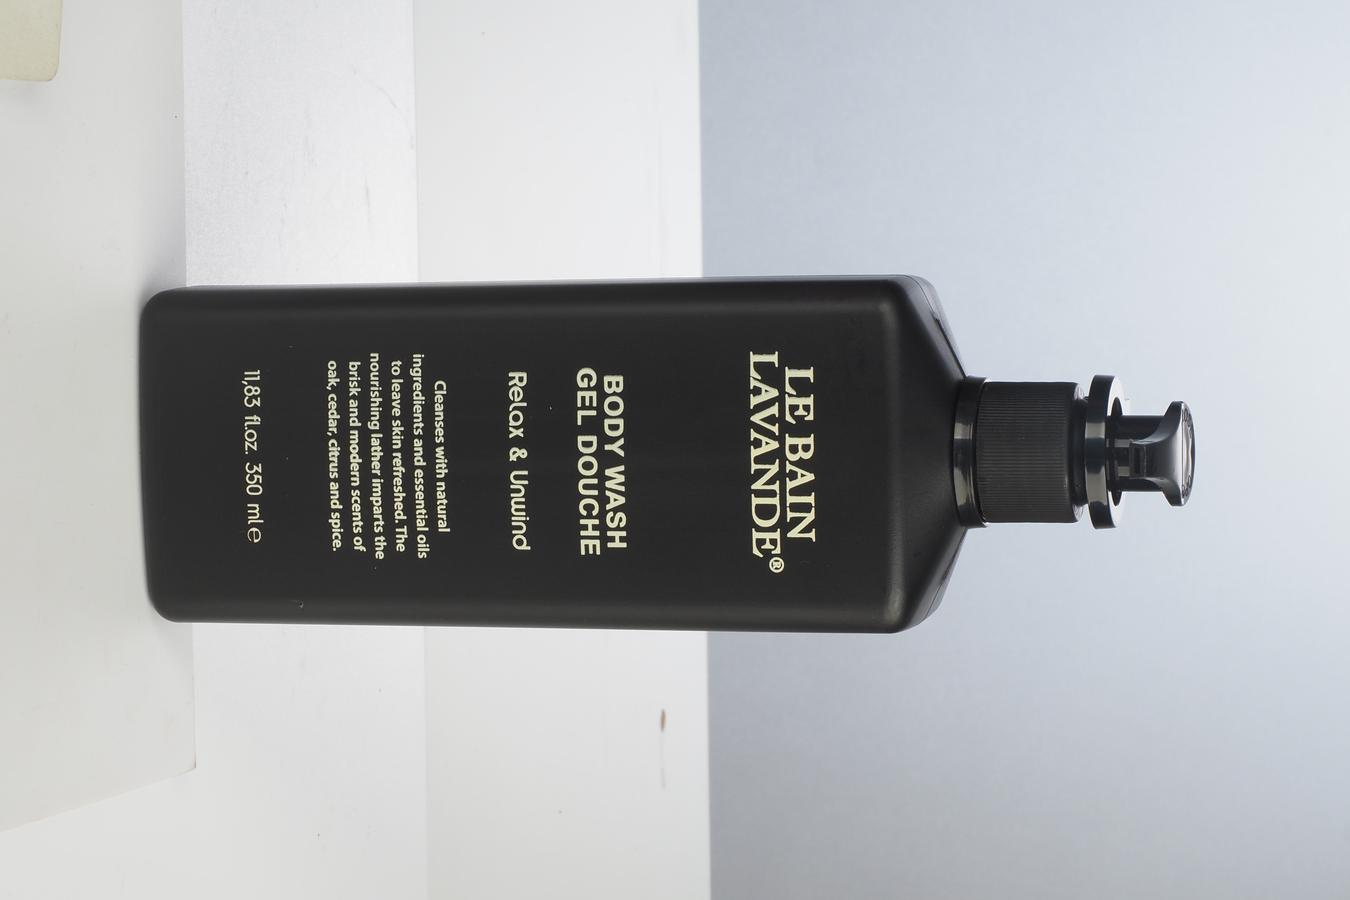 LE BAIN
LAVANDE®
BODY WASH
GEL DOUCHE
Relax & Unwind
Cleanses with natural
ingredients and essential oils
to leave skin refreshed. The
nourishing lather imparts the
brisk and modern scents of
oak, cedar, citrus and spice.
11,83 fl.oz. 350 ml ℮